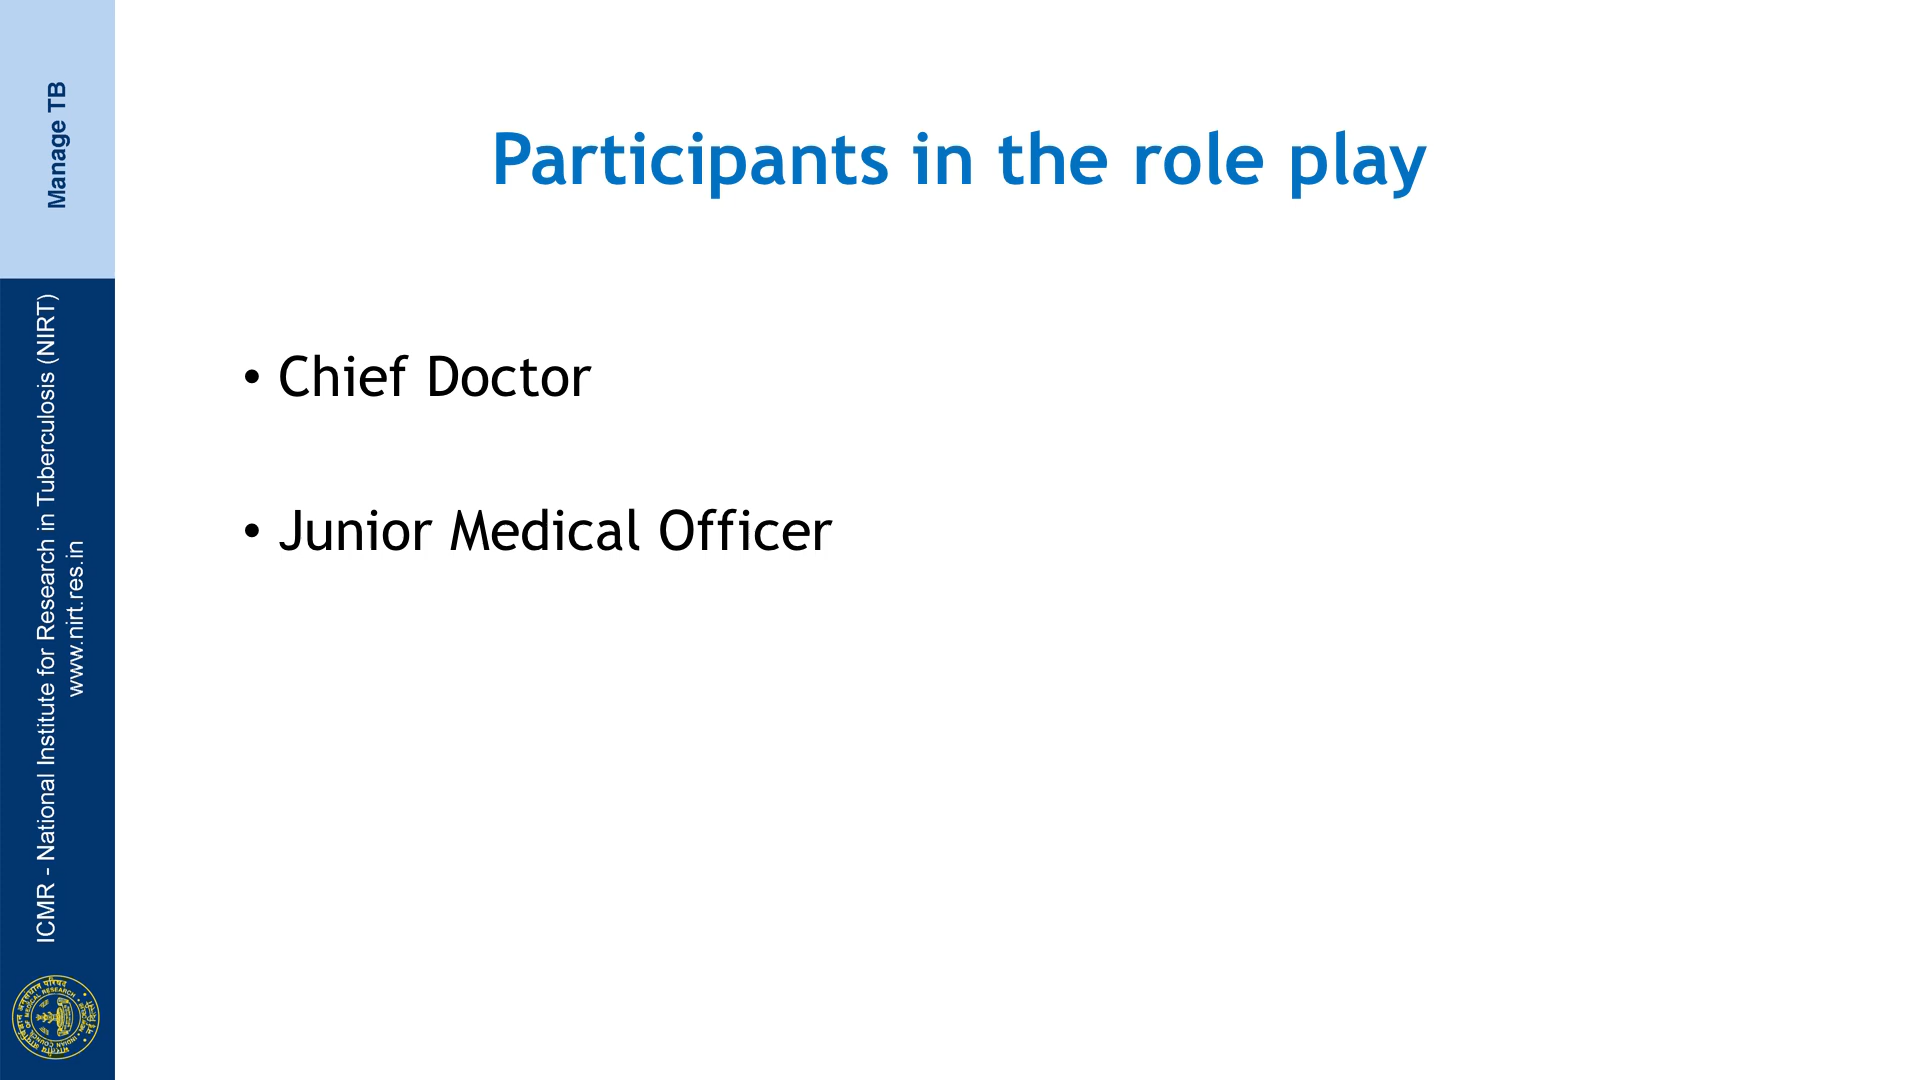 Manage TB
ICMR - National Institute for Research in Tuberculosis (NIRT)
www.nirt.res.in
Participants in the role play
• Chief Doctor
• Junior Medical Officer